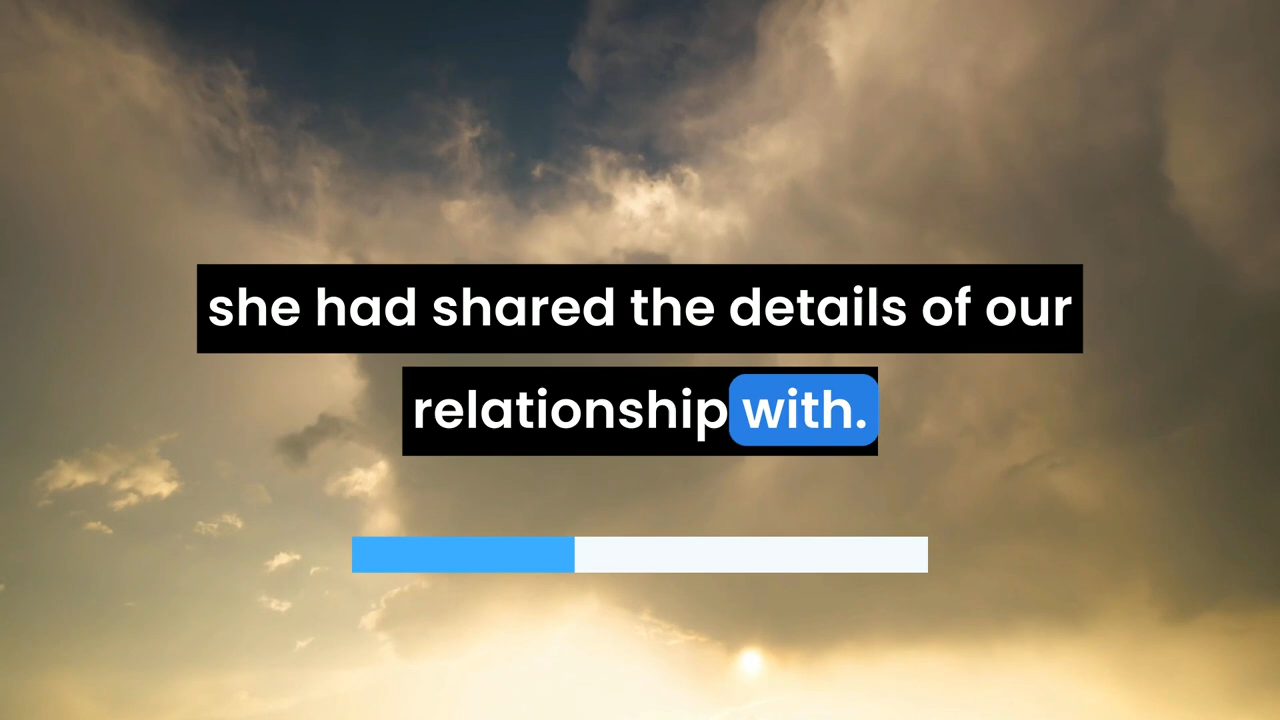 she had shared the details of our
relationship with.